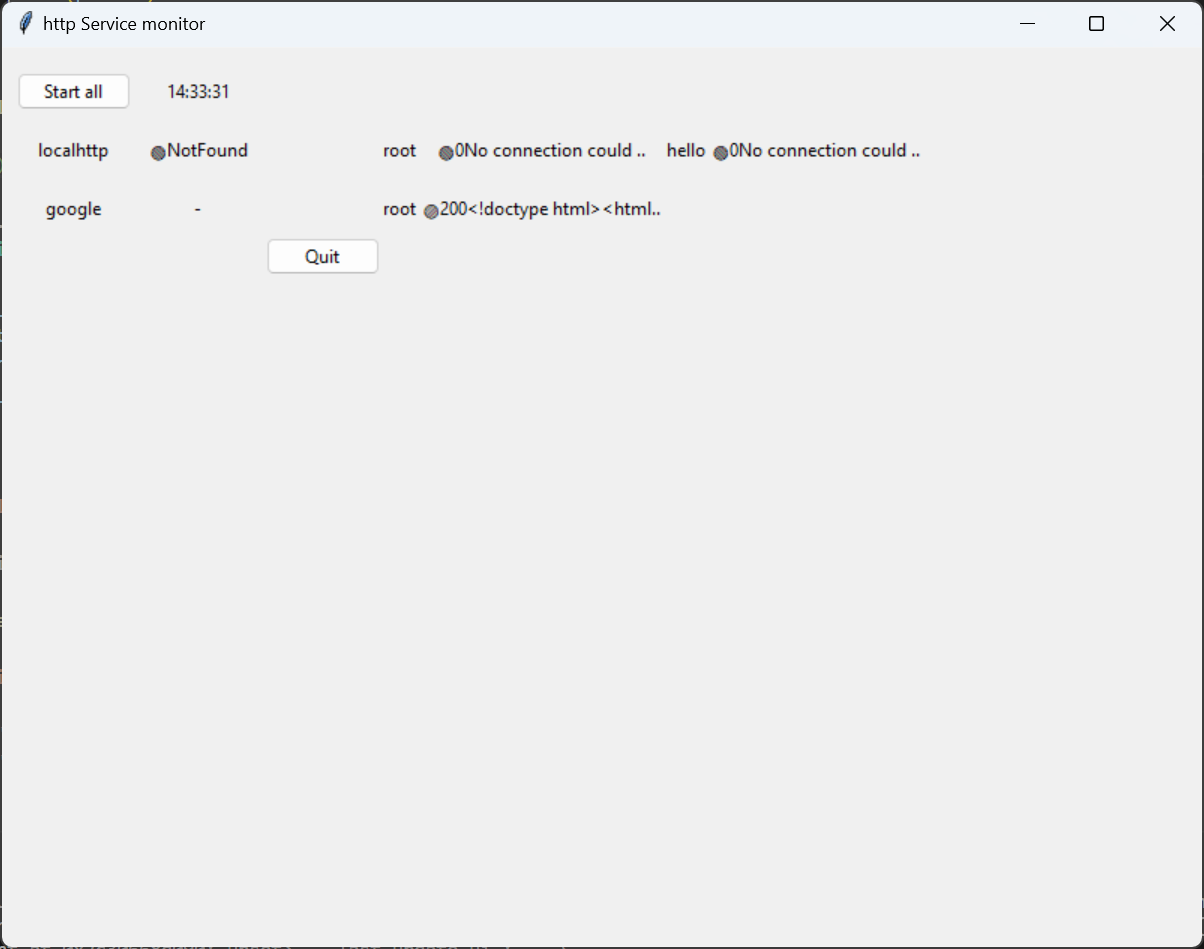 http Service monitor
Start all 14:33:31
localhttp NotFound root 0No connection could .. hello 0No connection could ..
google - root 200<!doctype html><html..
Quit